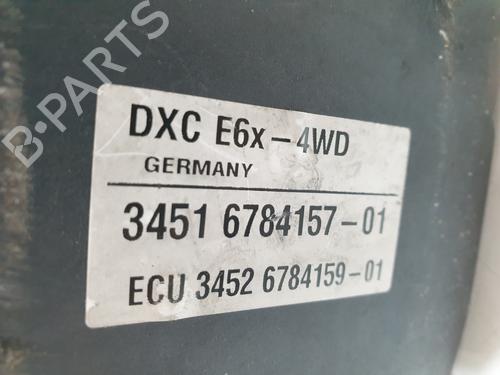 DXC E6x-4WD
GERMANY
3451 6784157-01
ECU 3452 6784159-01
B-PARTS